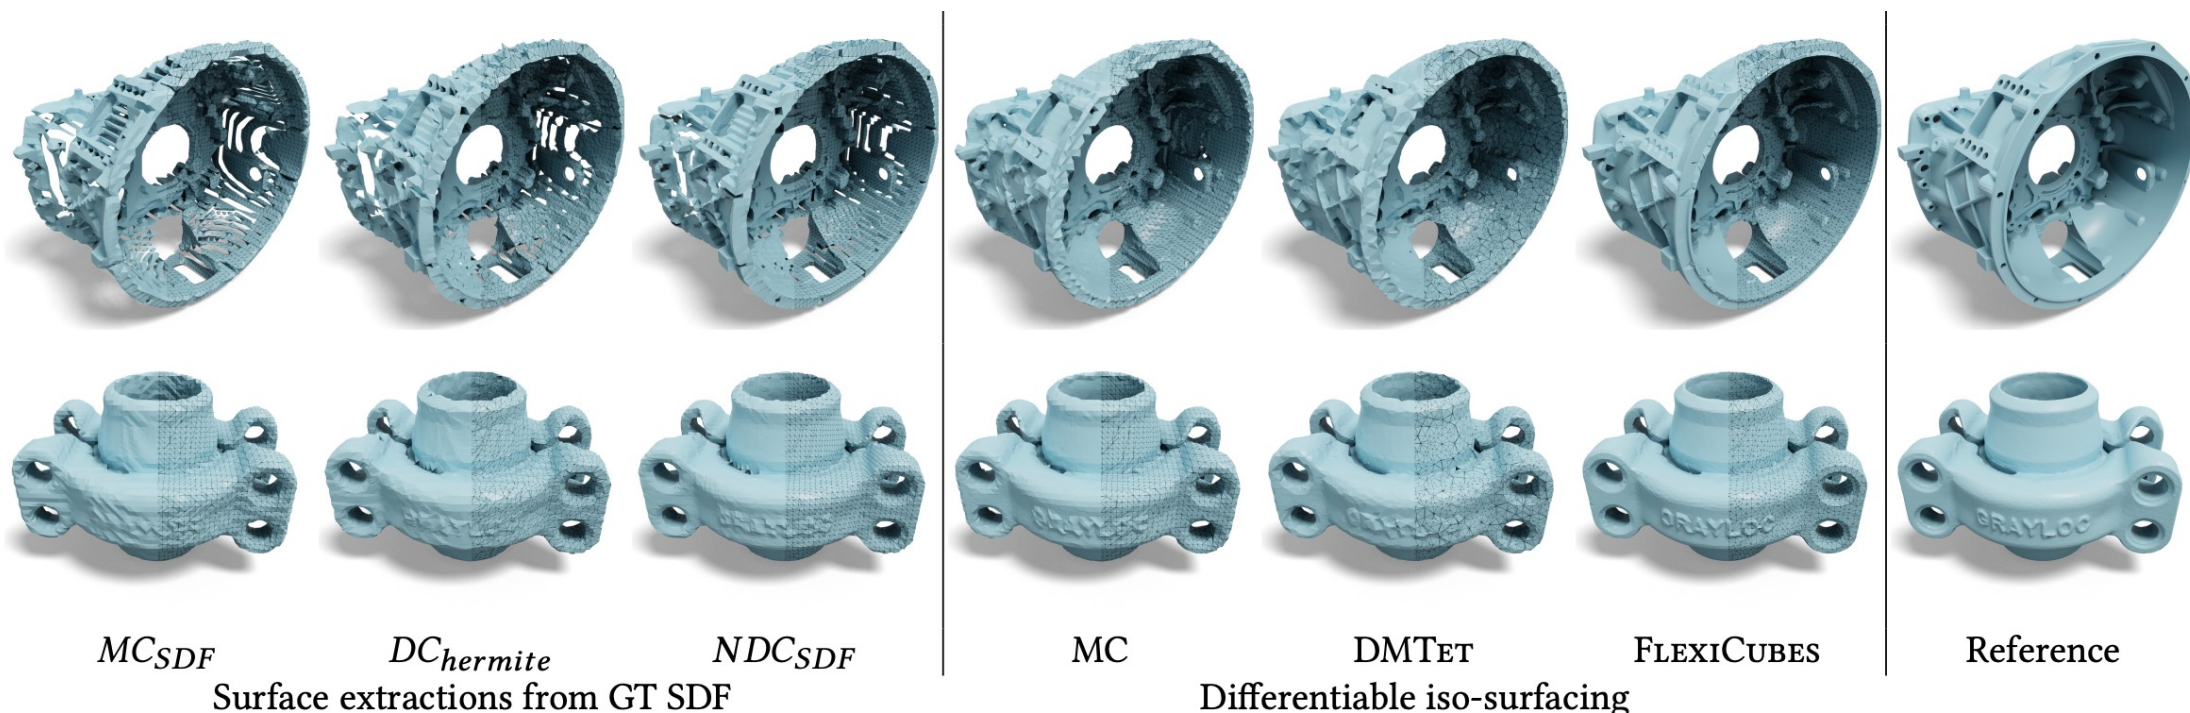 GRAYLOC
MC_SDF DC_hermite NDC_SDF MC DMTET FLEXICUBES Reference
Surface extractions from GT SDF Differentiable iso-surfacing